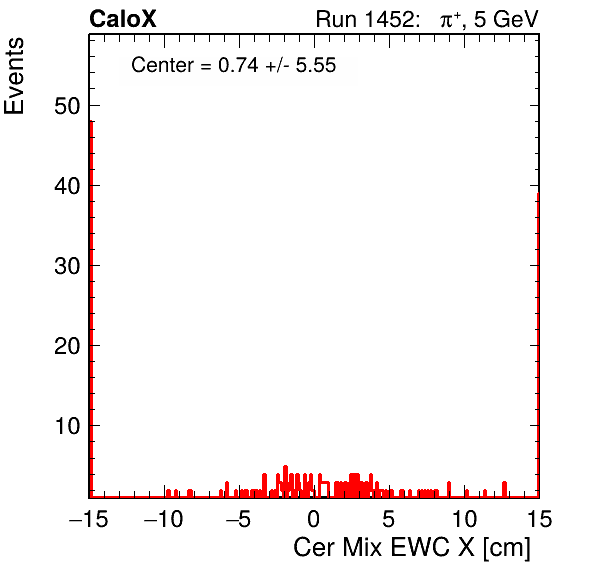 CaloX Run 1452: π⁺, 5 GeV
Center = 0.74 +/- 5.55
Events
50
40
30
20
10
−15 −10 −5 0 5 10 15
Cer Mix EWC X [cm]